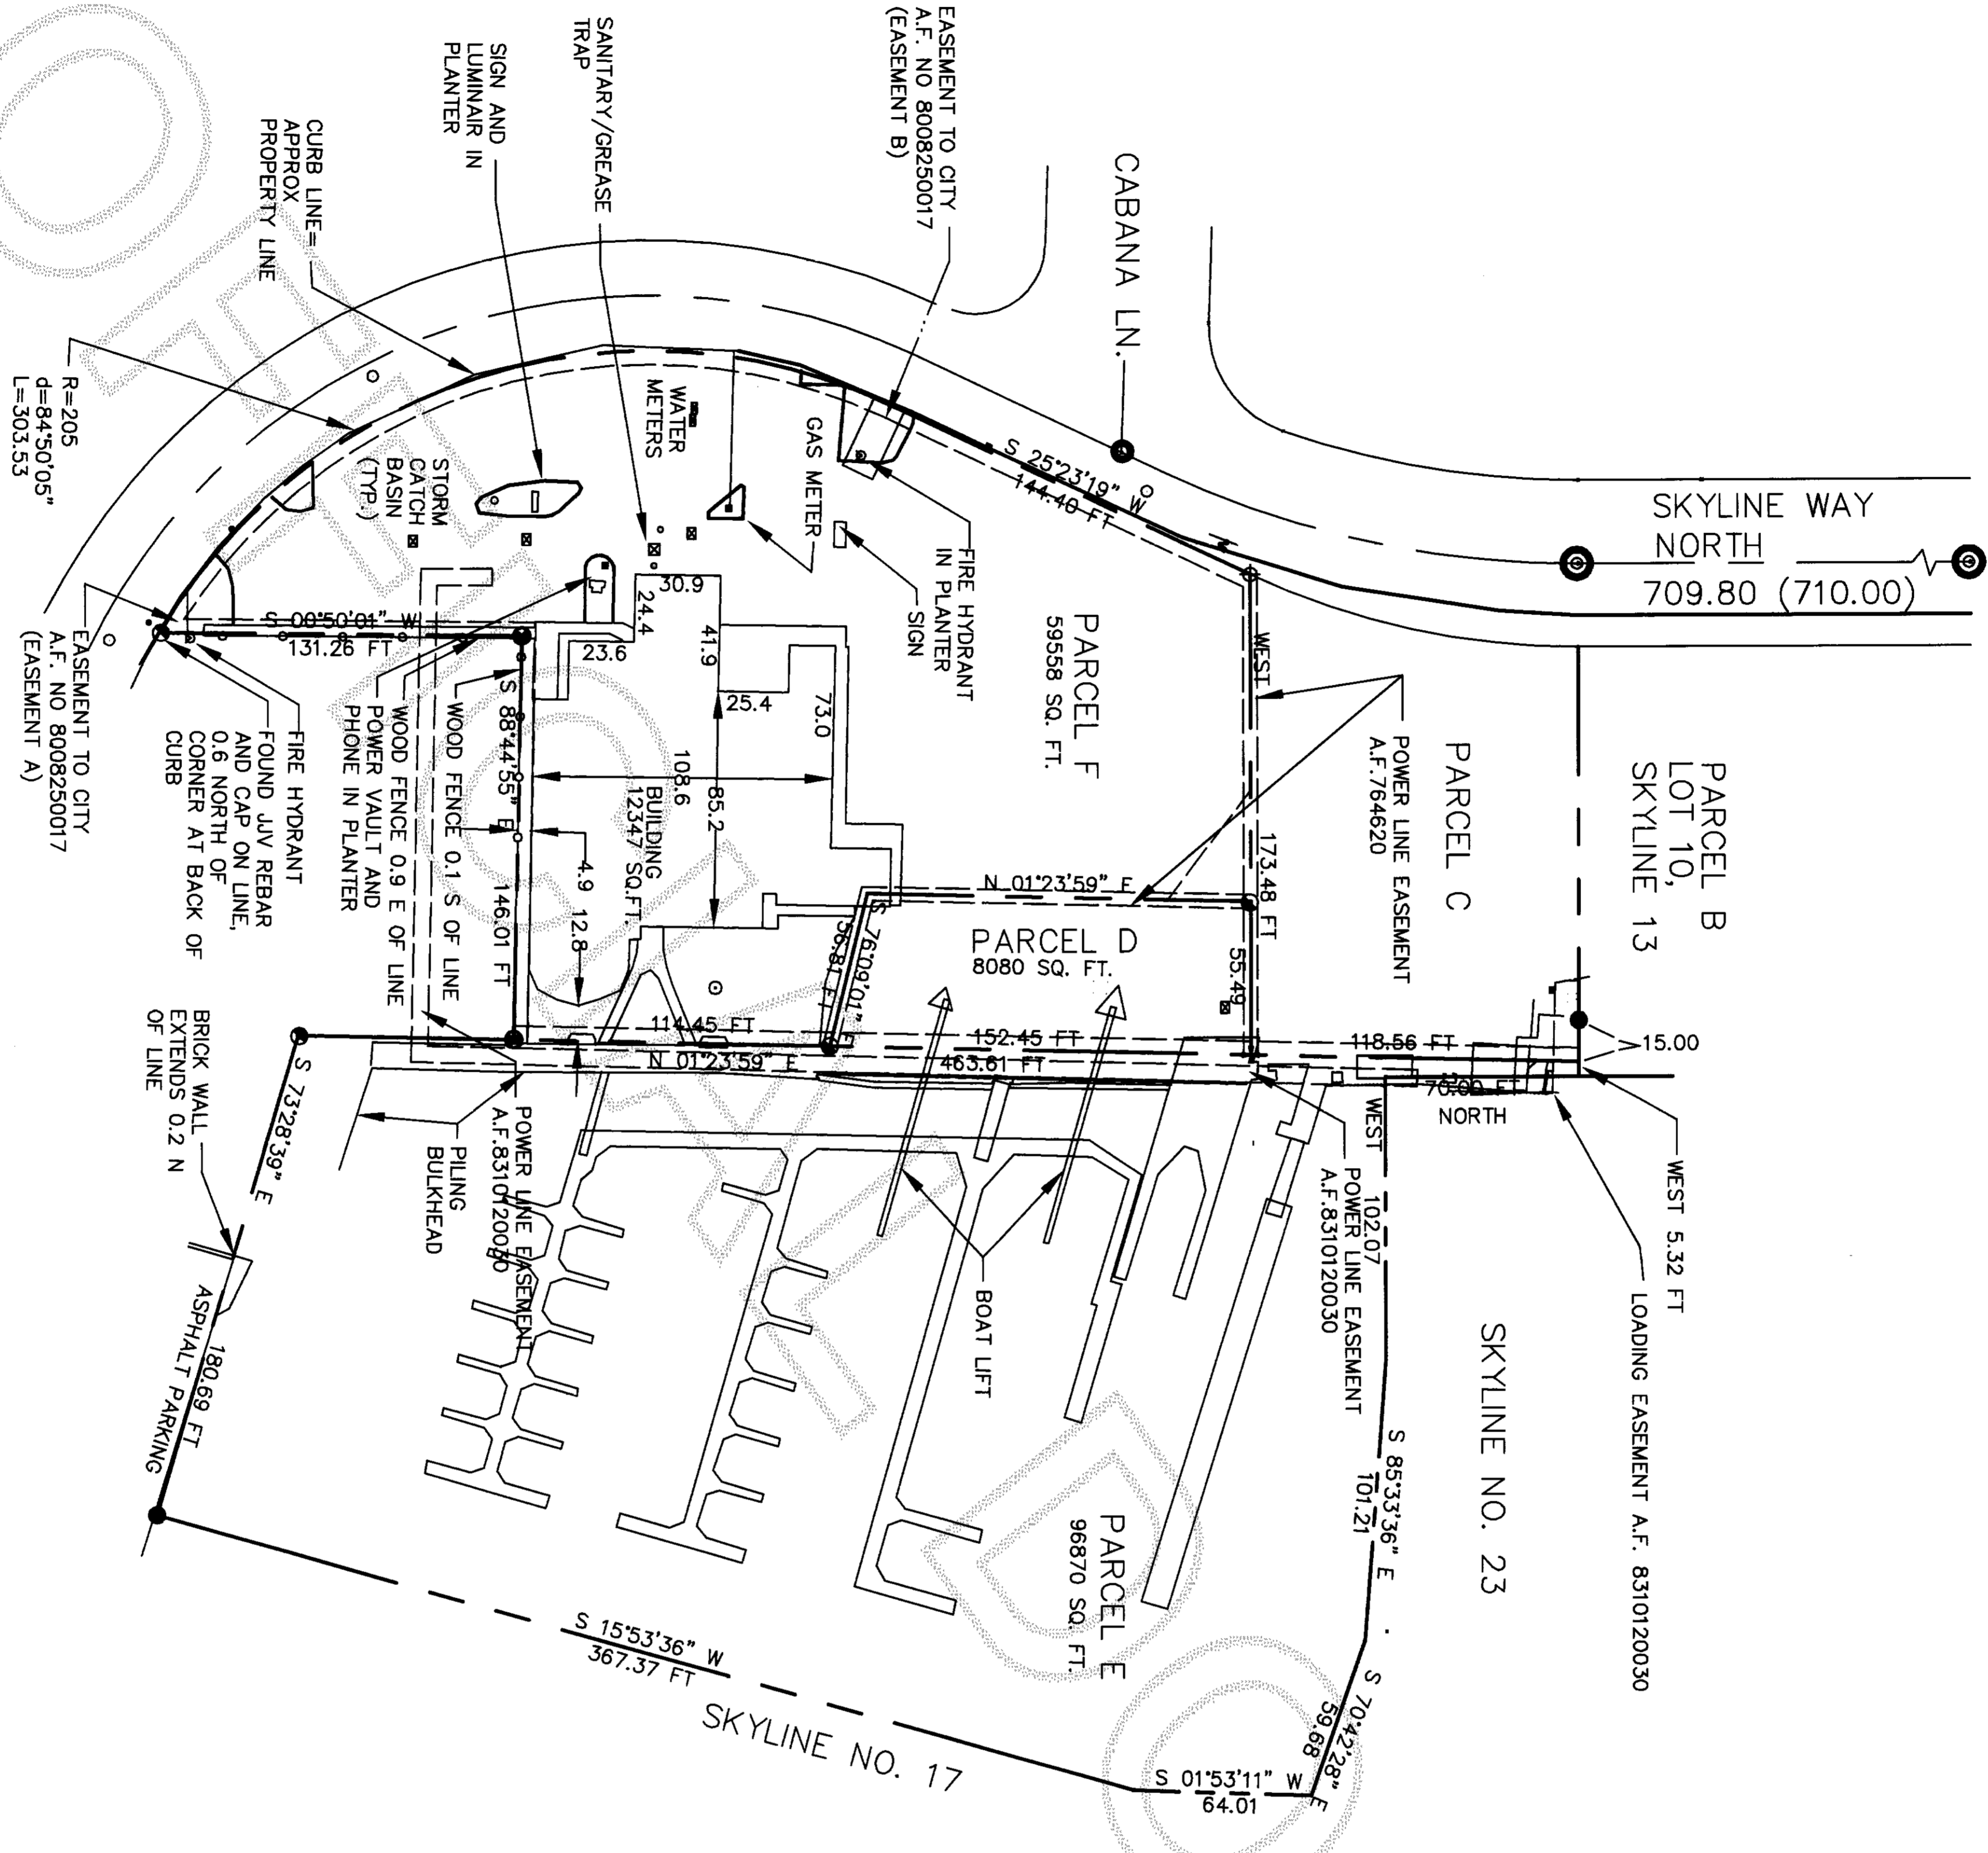 EASEMENT TO CITY
A.F. NO 8008250017
(EASEMENT B)
SANITARY/GREASE
TRAP
SIGN AND
LUMINAIR IN
PLANTER
CURB LINE=
APPROX
PROPERTY LINE
R=205
d=84°50'05"
L=303.53
CABANA LN.
SKYLINE WAY
NORTH
709.80 (710.00)
S 25°23'19" W
144.40 FT
WATER
METERS
GAS METER
STORM
CATCH
BASIN
(TYP.)
FIRE HYDRANT
IN PLANTER
SIGN
PARCEL F
59558 SQ. FT.
WEST
173.48 FT
POWER LINE EASEMENT
A.F.764620
PARCEL C
PARCEL B
LOT 10,
SKYLINE 13
30.9
24.4
41.9
23.6
25.4
73.0
85.2
108.6
BUILDING
12347 SQ.FT.
4.9
12.8
S 00°50'01" W
131.26 FT
S 88°44'55" E
146.01 FT
WOOD FENCE 0.1 S OF LINE
WOOD FENCE 0.9 E OF LINE
POWER VAULT AND
PHONE IN PLANTER
FIRE HYDRANT
FOUND JJV REBAR
AND CAP ON LINE,
0.6 NORTH OF
CORNER AT BACK OF
CURB
EASEMENT TO CITY
A.F. NO 8008250017
(EASEMENT A)
N 01°23'59" E
S 76°09'01" E
56.81 FT
PARCEL D
8080 SQ. FT.
55.49
114.45 FT
N 01°23'59" E
152.45 FT
463.61 FT
118.56 FT
70.00 FT
NORTH
15.00
WEST 5.32 FT
LOADING EASEMENT A.F. 8310120030
WEST
102.07
POWER LINE EASEMENT
A.F.8310120030
SKYLINE NO. 23
S 85°33'36" E
101.21
S 70°42'28" E
59.68
S 01°53'11" W
64.01
PARCEL E
96870 SQ. FT.
BOAT LIFT
POWER LINE EASEMENT
A.F.8310120030
PILING
BULKHEAD
BRICK WALL
EXTENDS 0.2 N
OF LINE
S 73°28'39" E
180.69 FT
ASPHALT PARKING
S 15°53'36" W
367.37 FT
SKYLINE NO. 17